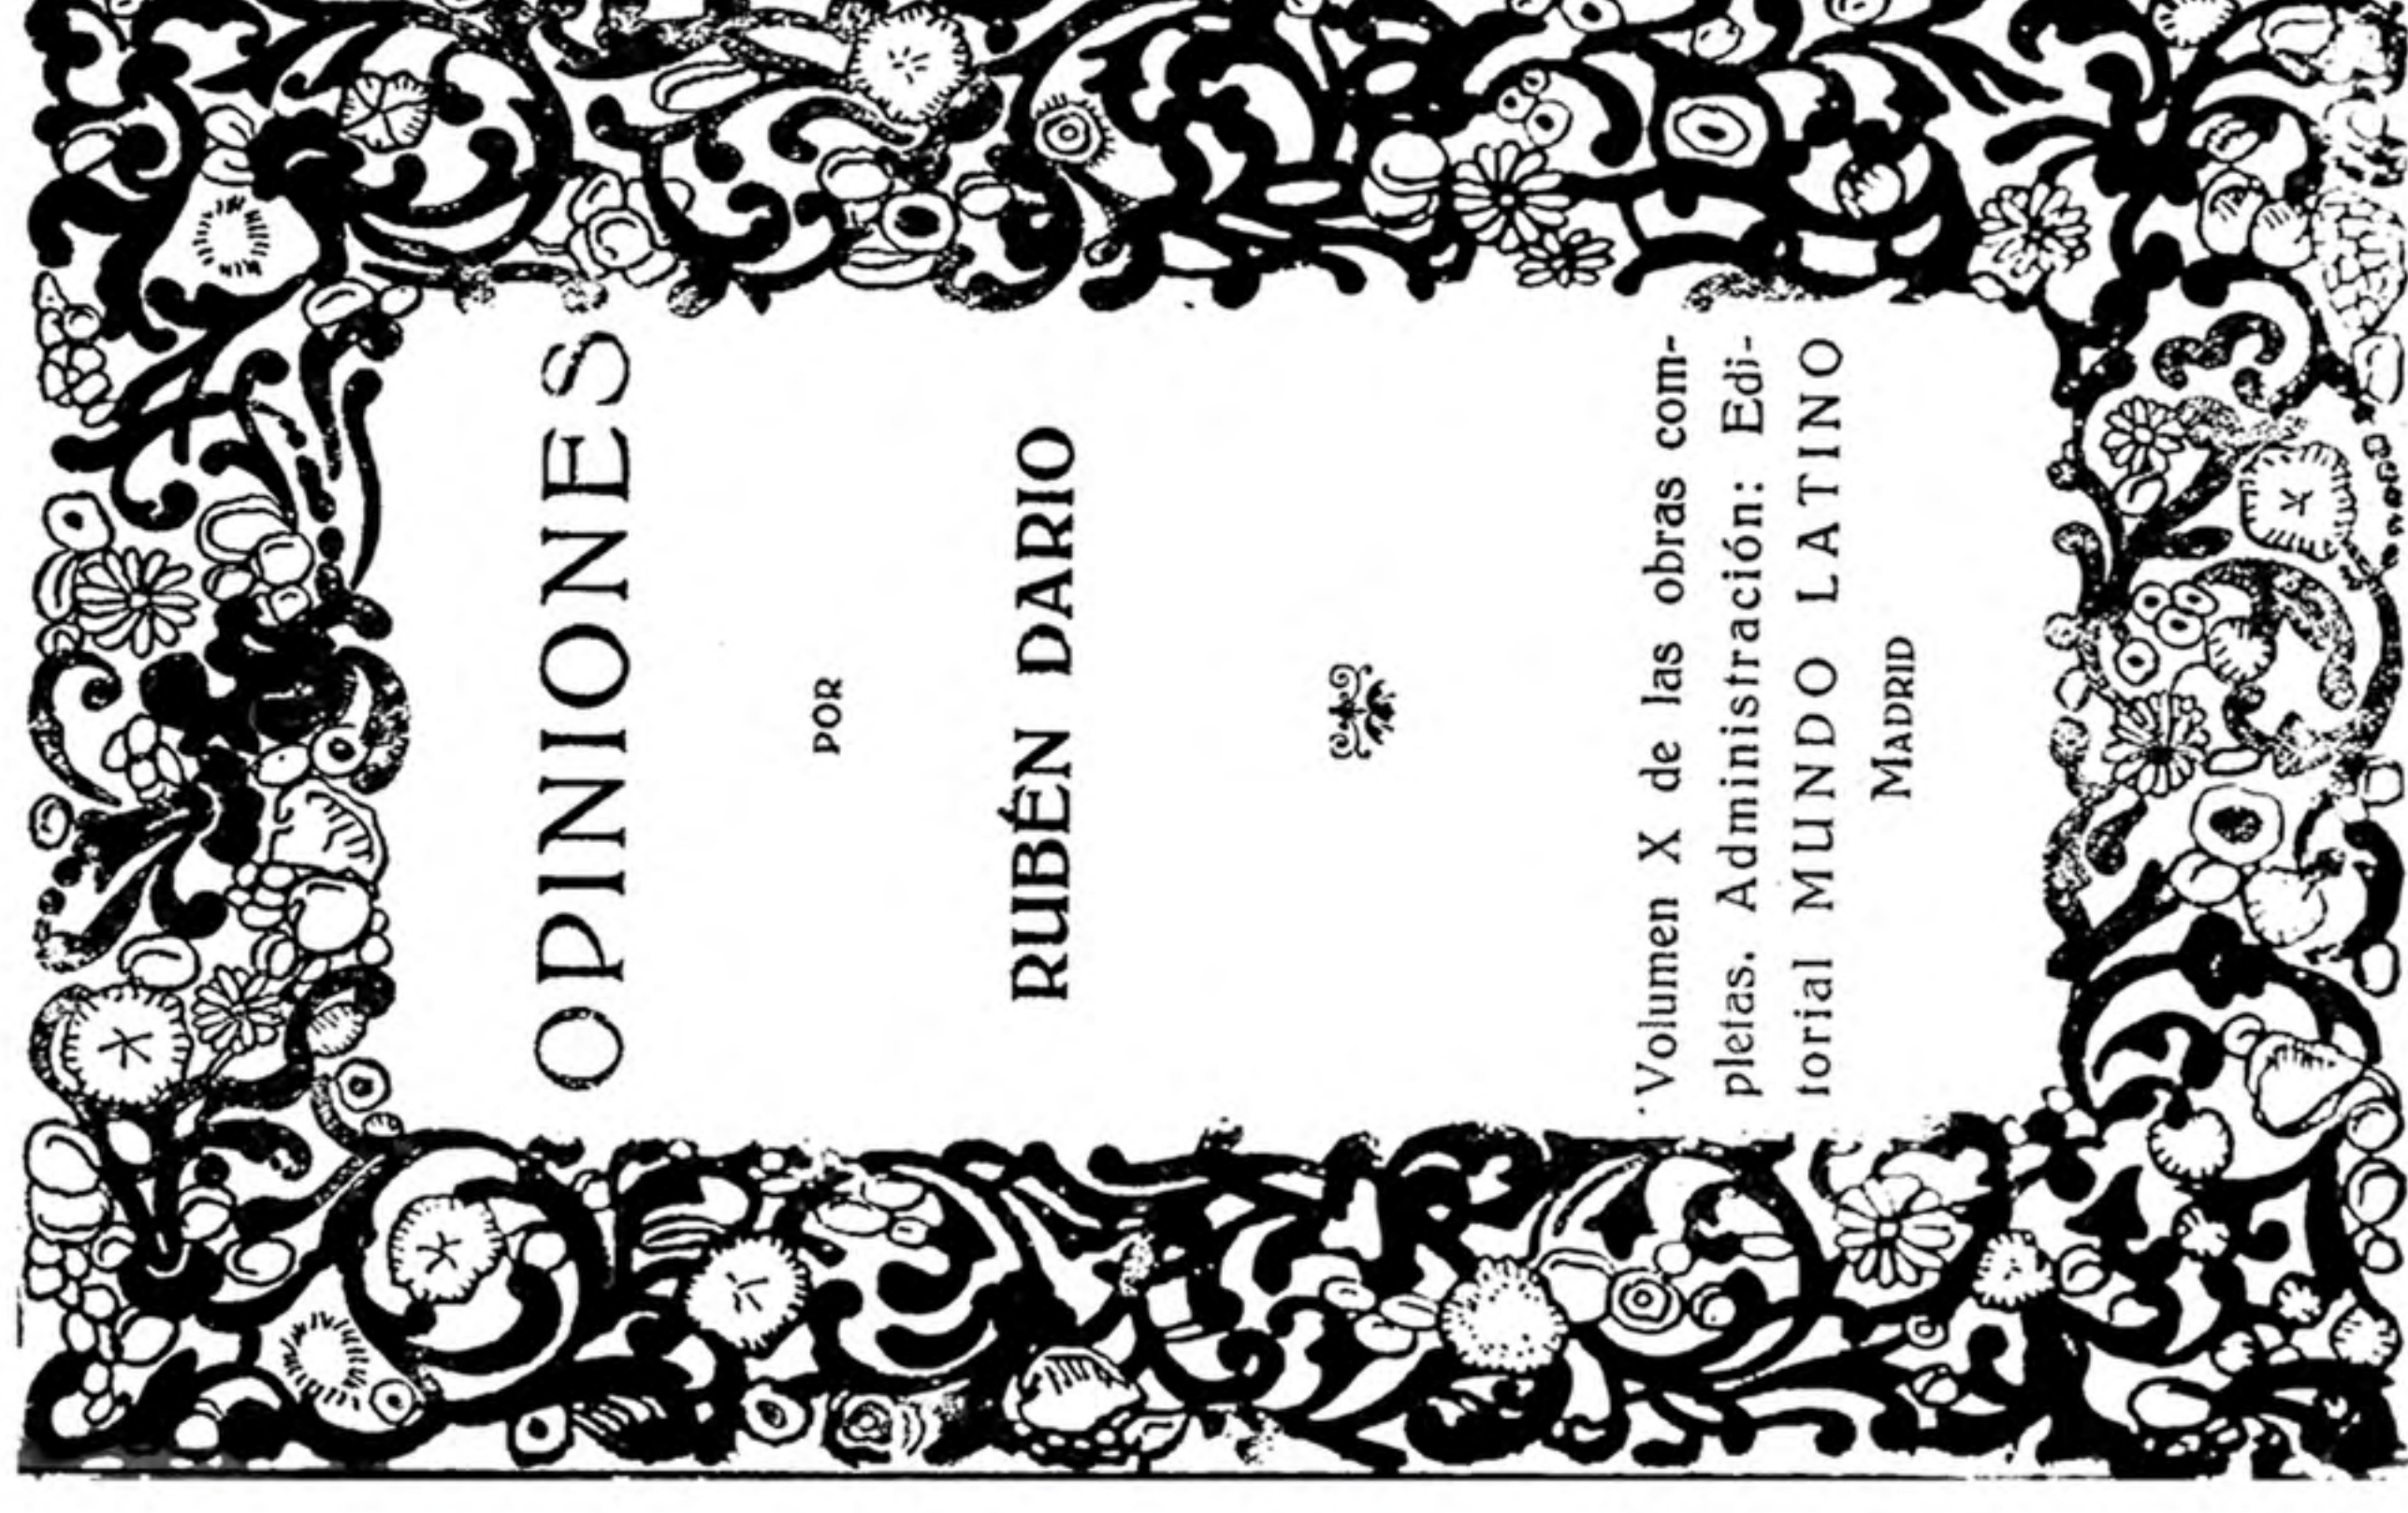 OPINIONES
POR
RUBÉN DARIO
Volumen X de las obras com-
pletas. Administración: Edi-
torial MUNDO LATINO
MADRID